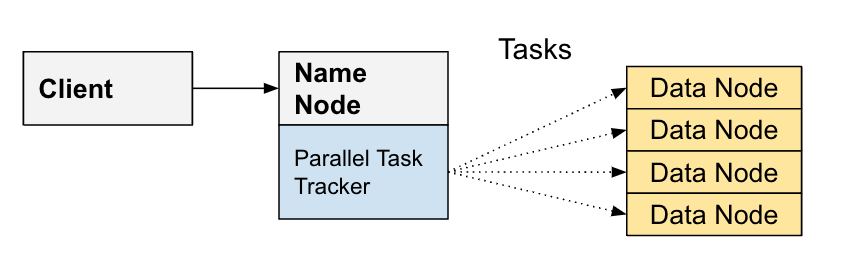 Client
Name
Node
Parallel Task
Tracker
Tasks
Data Node
Data Node
Data Node
Data Node